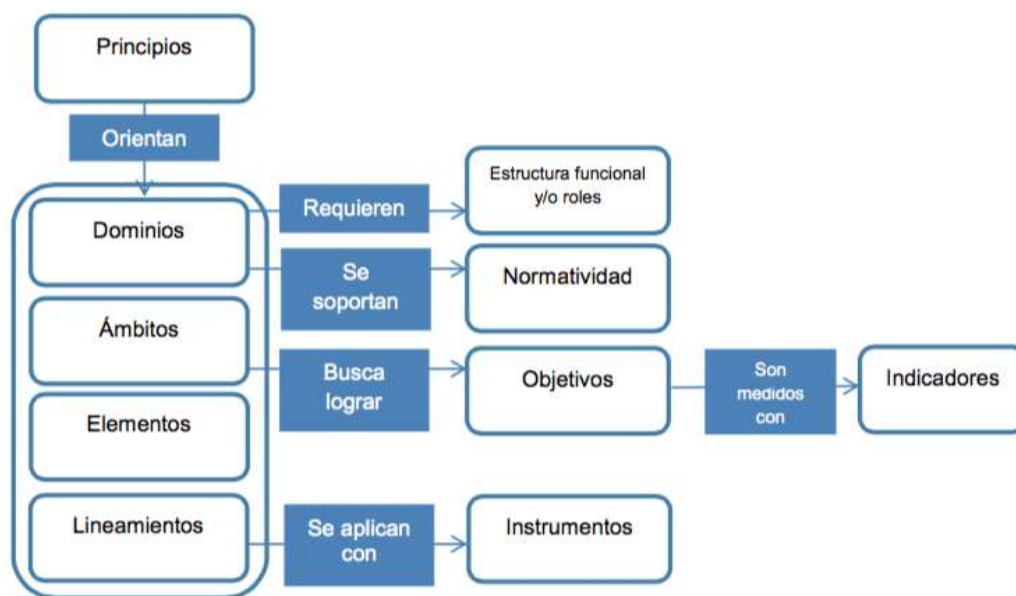 Principios
Orientan
Dominios
Requieren
Estructura funcional
y/o roles
Se
soportan
Normatividad
Ámbitos
Busca
lograr
Objetivos
Son
medidos
con
Indicadores
Elementos
Lineamientos
Se aplican
con
Instrumentos